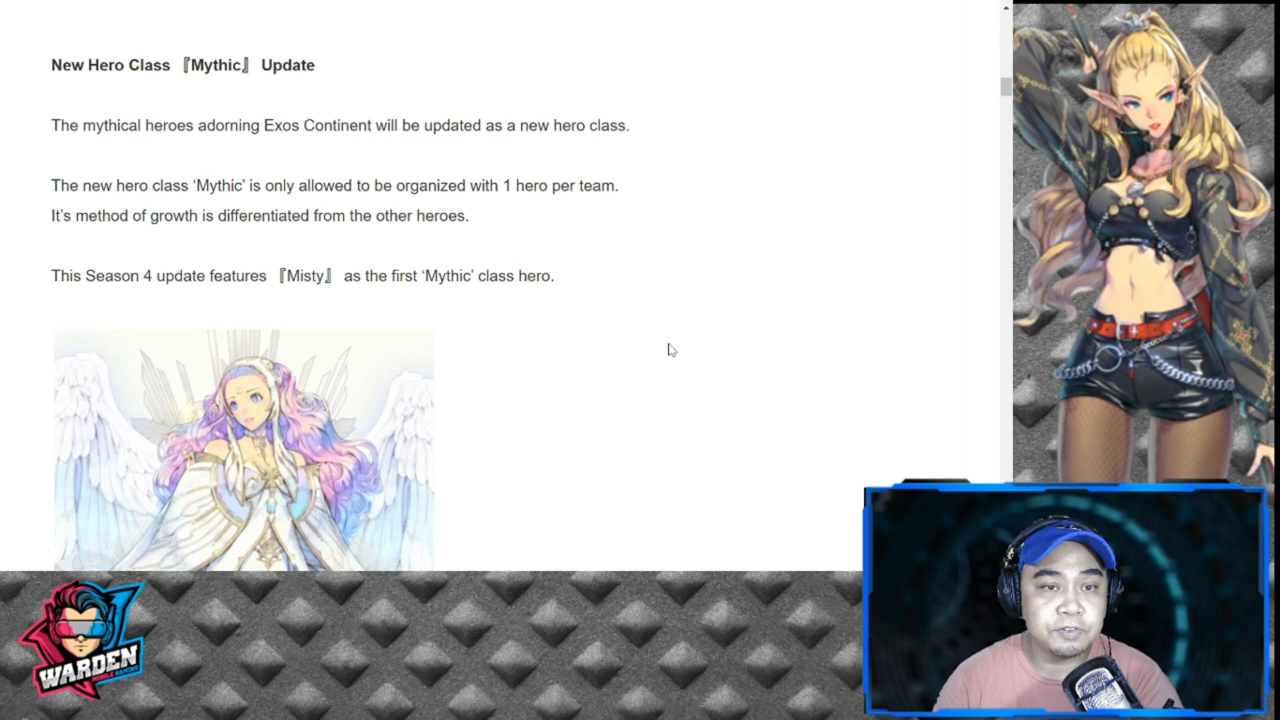 New Hero Class 『Mythic』 Update
The mythical heroes adorning Exos Continent will be updated as a new hero class.
The new hero class ‘Mythic’ is only allowed to be organized with 1 hero per team.
It’s method of growth is differentiated from the other heroes.
This Season 4 update features 『Misty』 as the first ‘Mythic’ class hero.
WARDEN
MOBILE GAMING